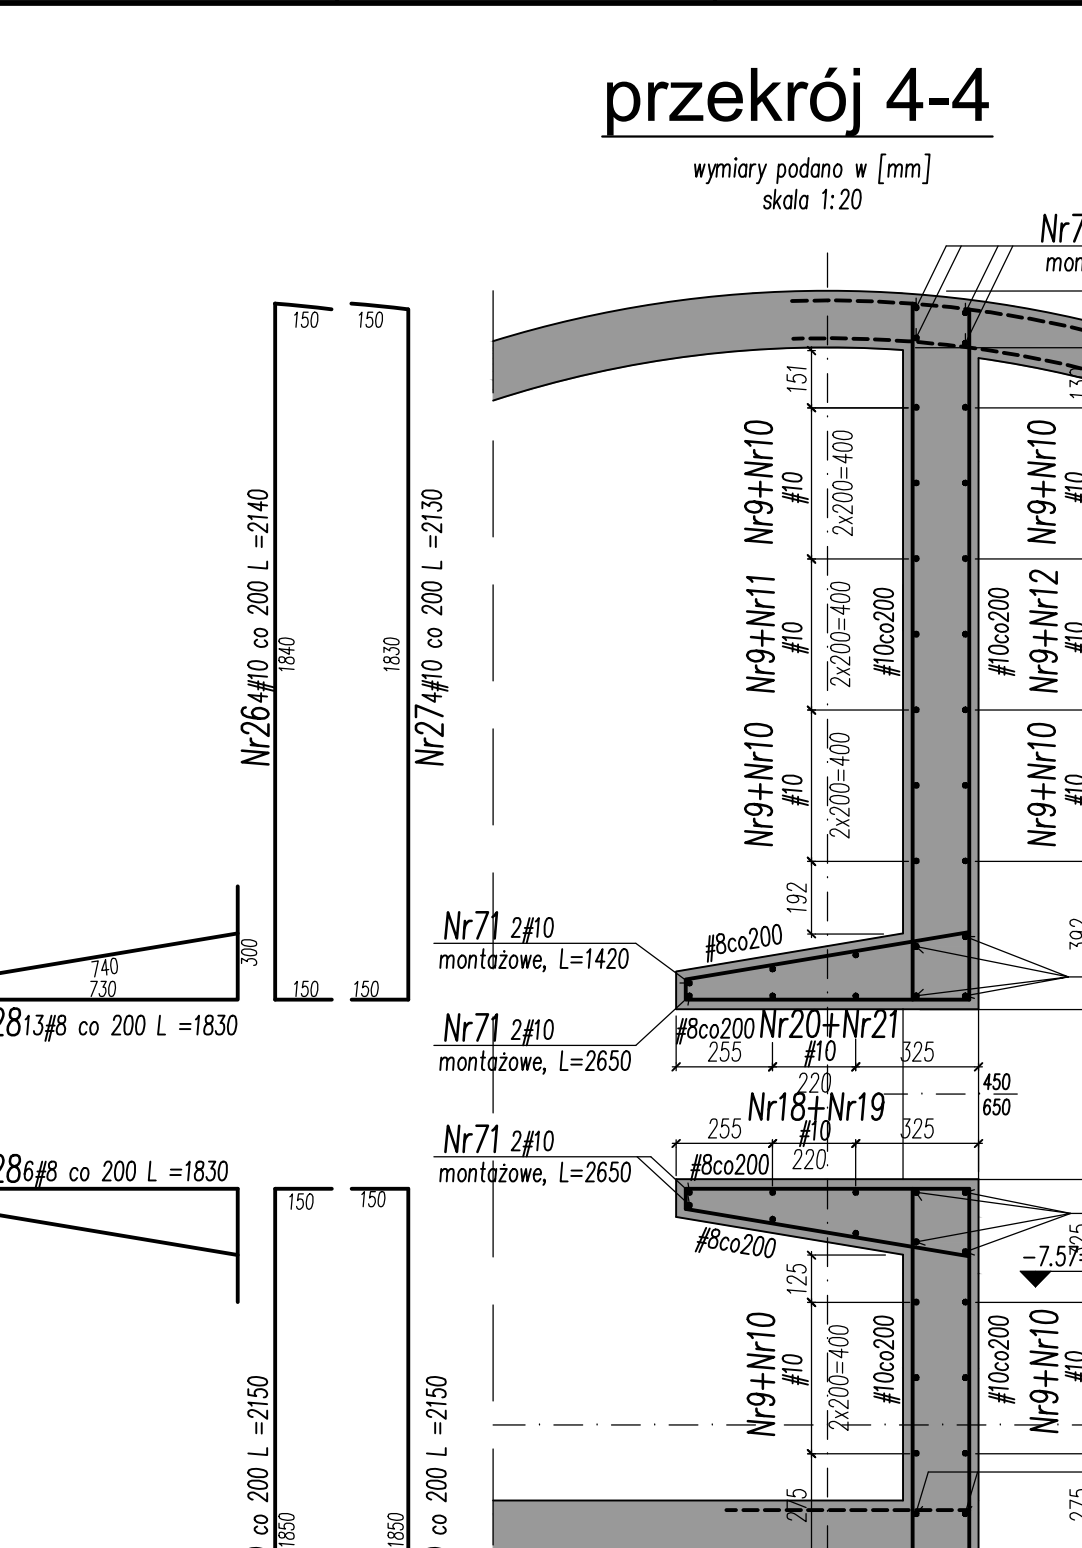 przekrój 4-4
wymiary podano w [mm]
skala 1:20
Nr7
mon
150
150
151
Nr9+Nr10
#10
2x200=400
Nr9+Nr10
#10
Nr26 4#10 co 200 L =2140
1840
1830
Nr27 4#10 co 200 L =2130
Nr9+Nr11
#10
2x200=400
#10co200
#10co200
Nr9+Nr12
#10
Nr9+Nr10
#10
2x200=400
Nr9+Nr10
#10
192
392
300
740
730
150
150
28 13#8 co 200 L =1830
Nr71 2#10
montażowe, L=1420
#8co200
Nr71 2#10
montażowe, L=2650
#8co200
Nr20+Nr21
#10
255
220
325
450
650
Nr18+Nr19
#10
255
220
325
Nr71 2#10
montażowe, L=2650
#8co200
#8co200
28 6#8 co 200 L =1830
150
150
-7.57
125
Nr9+Nr10
#10
2x200=400
#10co200
#10co200
Nr9+Nr10
#10
co 200 L =2150
1850
1850
co 200 L =2150
275
275